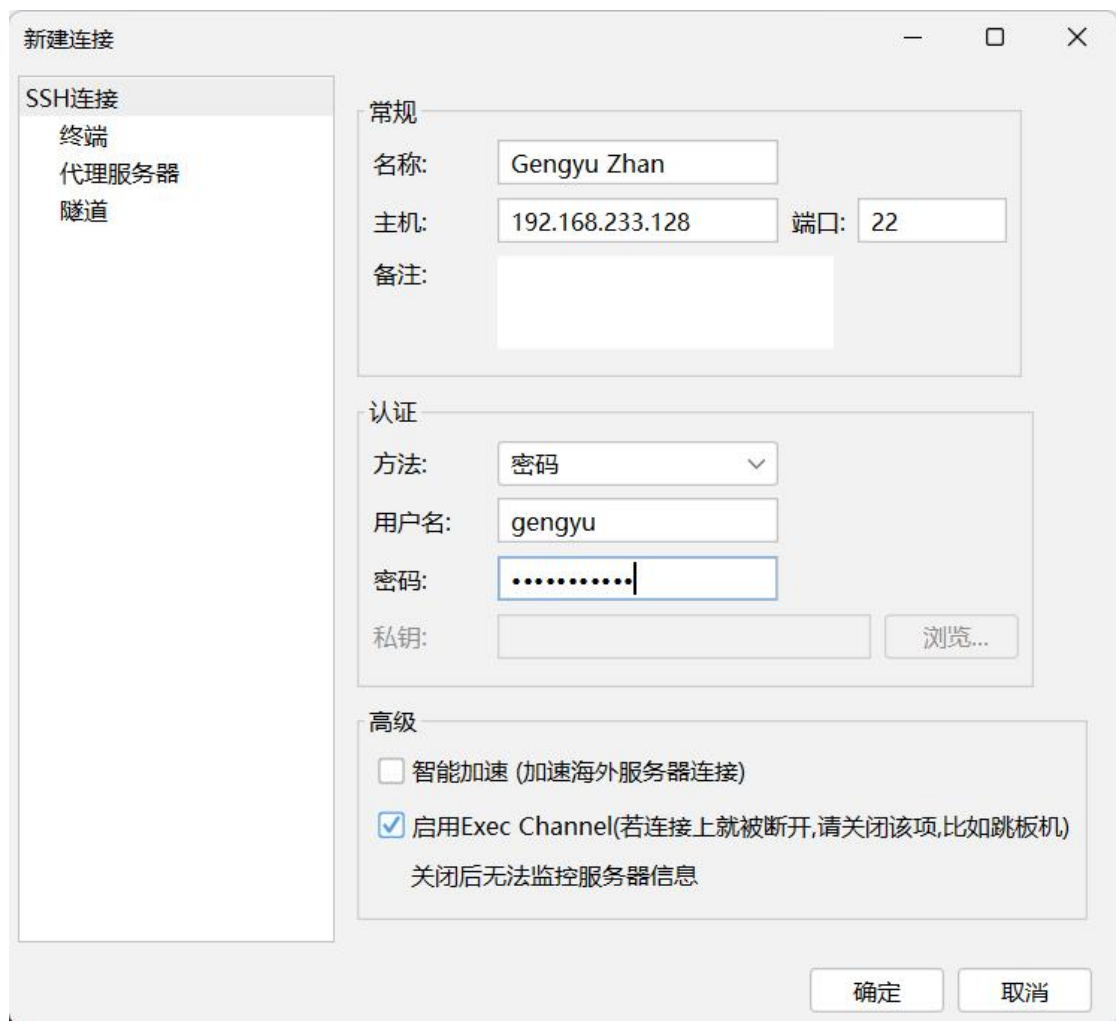 新建连接
SSH连接
终端
代理服务器
隧道
常规
名称: Gengyu Zhan
主机: 192.168.233.128 端口: 22
备注:
认证
方法: 密码
用户名: gengyu
密码: •••••••••••
私钥: 浏览...
高级
智能加速 (加速海外服务器连接)
启用Exec Channel(若连接上就被断开,请关闭该项,比如跳板机)
关闭后无法监控服务器信息
确定 取消